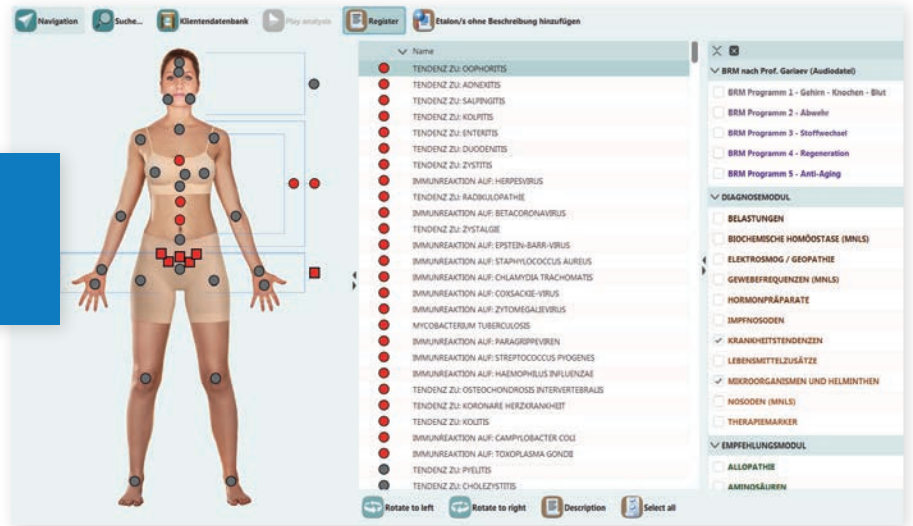 Navigation Suche... Klientendatenbank Play analysis Register Etalon/s ohne Beschreibung hinzufügen
Name
TENDENZ ZU: OOPHORITIS
TENDENZ ZU: ADNEXITIS
TENDENZ ZU: SALPINGITIS
TENDENZ ZU: KOLPITIS
TENDENZ ZU: ENTERITIS
TENDENZ ZU: DUODENITIS
TENDENZ ZU: ZYSTITIS
IMMUNREAKTION AUF: HERPESVIRUS
TENDENZ ZU: RADIKULOPATHIE
IMMUNREAKTION AUF: BETACORONAVIRUS
TENDENZ ZU: ZYSTALGIE
IMMUNREAKTION AUF: EPSTEIN-BARR-VIRUS
IMMUNREAKTION AUF: STAPHYLOCOCCUS AUREUS
IMMUNREAKTION AUF: CHLAMYDIA TRACHOMATIS
IMMUNREAKTION AUF: COXSACKIE-VIRUS
IMMUNREAKTION AUF: ZYTOMEGALIEVIRUS
MYCOBACTERIUM TUBERCULOSIS
IMMUNREAKTION AUF: PARAGRIPPEVIREN
IMMUNREAKTION AUF: STREPTOCOCCUS PYOGENES
IMMUNREAKTION AUF: HAEMOPHILUS INFLUENZAE
TENDENZ ZU: OSTEOCHONDROSIS INTERVERTEBRALIS
TENDENZ ZU: KORONARE HERZKRANKHEIT
TENDENZ ZU: KOLITIS
IMMUNREAKTION AUF: CAMPYLOBACTER COLI
IMMUNREAKTION AUF: TOXOPLASMA GONDII
TENDENZ ZU: PYELITIS
TENDENZ ZU: CHOLEZYSTITIS
Rotate to left Rotate to right Description Select all
BRM nach Prof. Gariaev (Audiodatei)
BRM Programm 1 - Gehirn - Knochen - Blut
BRM Programm 2 - Abwehr
BRM Programm 3 - Stoffwechsel
BRM Programm 4 - Regeneration
BRM Programm 5 - Anti-Aging
DIAGNOSEMODUL
BELASTUNGEN
BIOCHEMISCHE HOMÖOSTASE (MNLS)
ELEKTROSMOG / GEOPATHIE
GEWEBEFREQUENZEN (MNLS)
HORMONPRÄPARATE
IMPFNOSODEN
KRANKHEITSTENDENZEN
LEBENSMITTELZUSÄTZE
MIKROORGANISMEN UND HELMINTHEN
NOSODEN (MNLS)
THERAPIEMARKER
EMPFEHLUNGSMODUL
ALLOPATHIE
AMINOSÄUREN